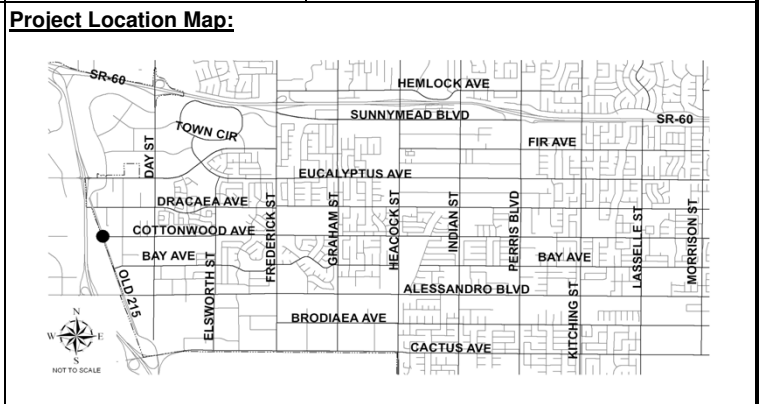 Project Location Map:
SR-60
HEMLOCK AVE
SUNNYMEAD BLVD
SR-60
TOWN CIR
FIR AVE
DAY ST
EUCALYPTUS AVE
DRACAEA AVE
COTTONWOOD AVE
BAY AVE
BAY AVE
FREDERICK ST
GRAHAM ST
HEACOCK ST
INDIAN ST
PERRIS BLVD
LASSELLE ST
MORRISON ST
OLD 215
ELSWORTH ST
ALESSANDRO BLVD
KITCHING ST
BRODIAEA AVE
CACTUS AVE
N
W
E
S
NOT TO SCALE